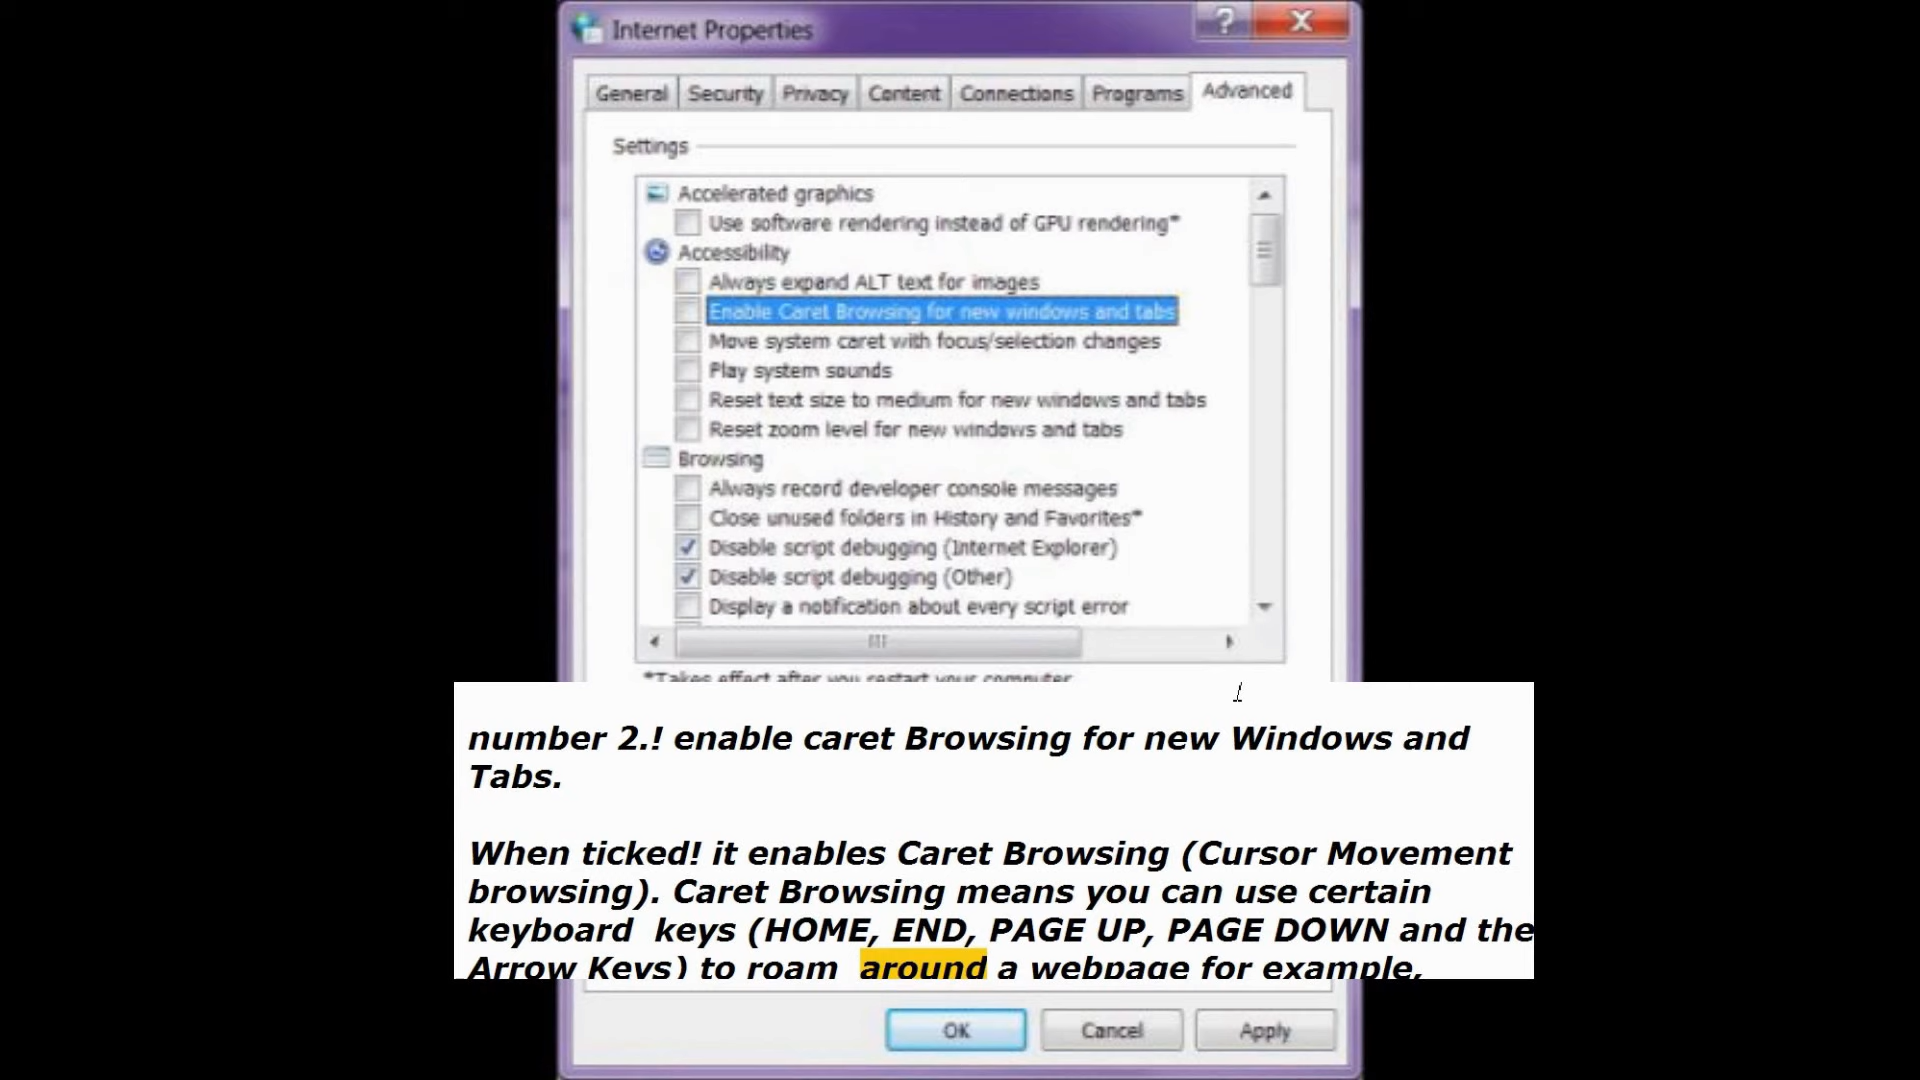 Internet Properties
General Security Privacy Content Connections Programs Advanced
Settings
Accelerated graphics
Use software rendering instead of GPU rendering*
Accessibility
Always expand ALT text for images
Enable Caret Browsing for new windows and tabs
Move system caret with focus/selection changes
Play system sounds
Reset text size to medium for new windows and tabs
Reset zoom level for new windows and tabs
Browsing
Always record developer console messages
Close unused folders in History and Favorites*
Disable script debugging (Internet Explorer)
Disable script debugging (Other)
Display a notification about every script error
*Takes effect after you restart your computer
number 2.! enable caret Browsing for new Windows and
Tabs.
When ticked! it enables Caret Browsing (Cursor Movement
browsing). Caret Browsing means you can use certain
keyboard keys (HOME, END, PAGE UP, PAGE DOWN and the
Arrow Keys) to roam around a webpage for example,
OK Cancel Apply